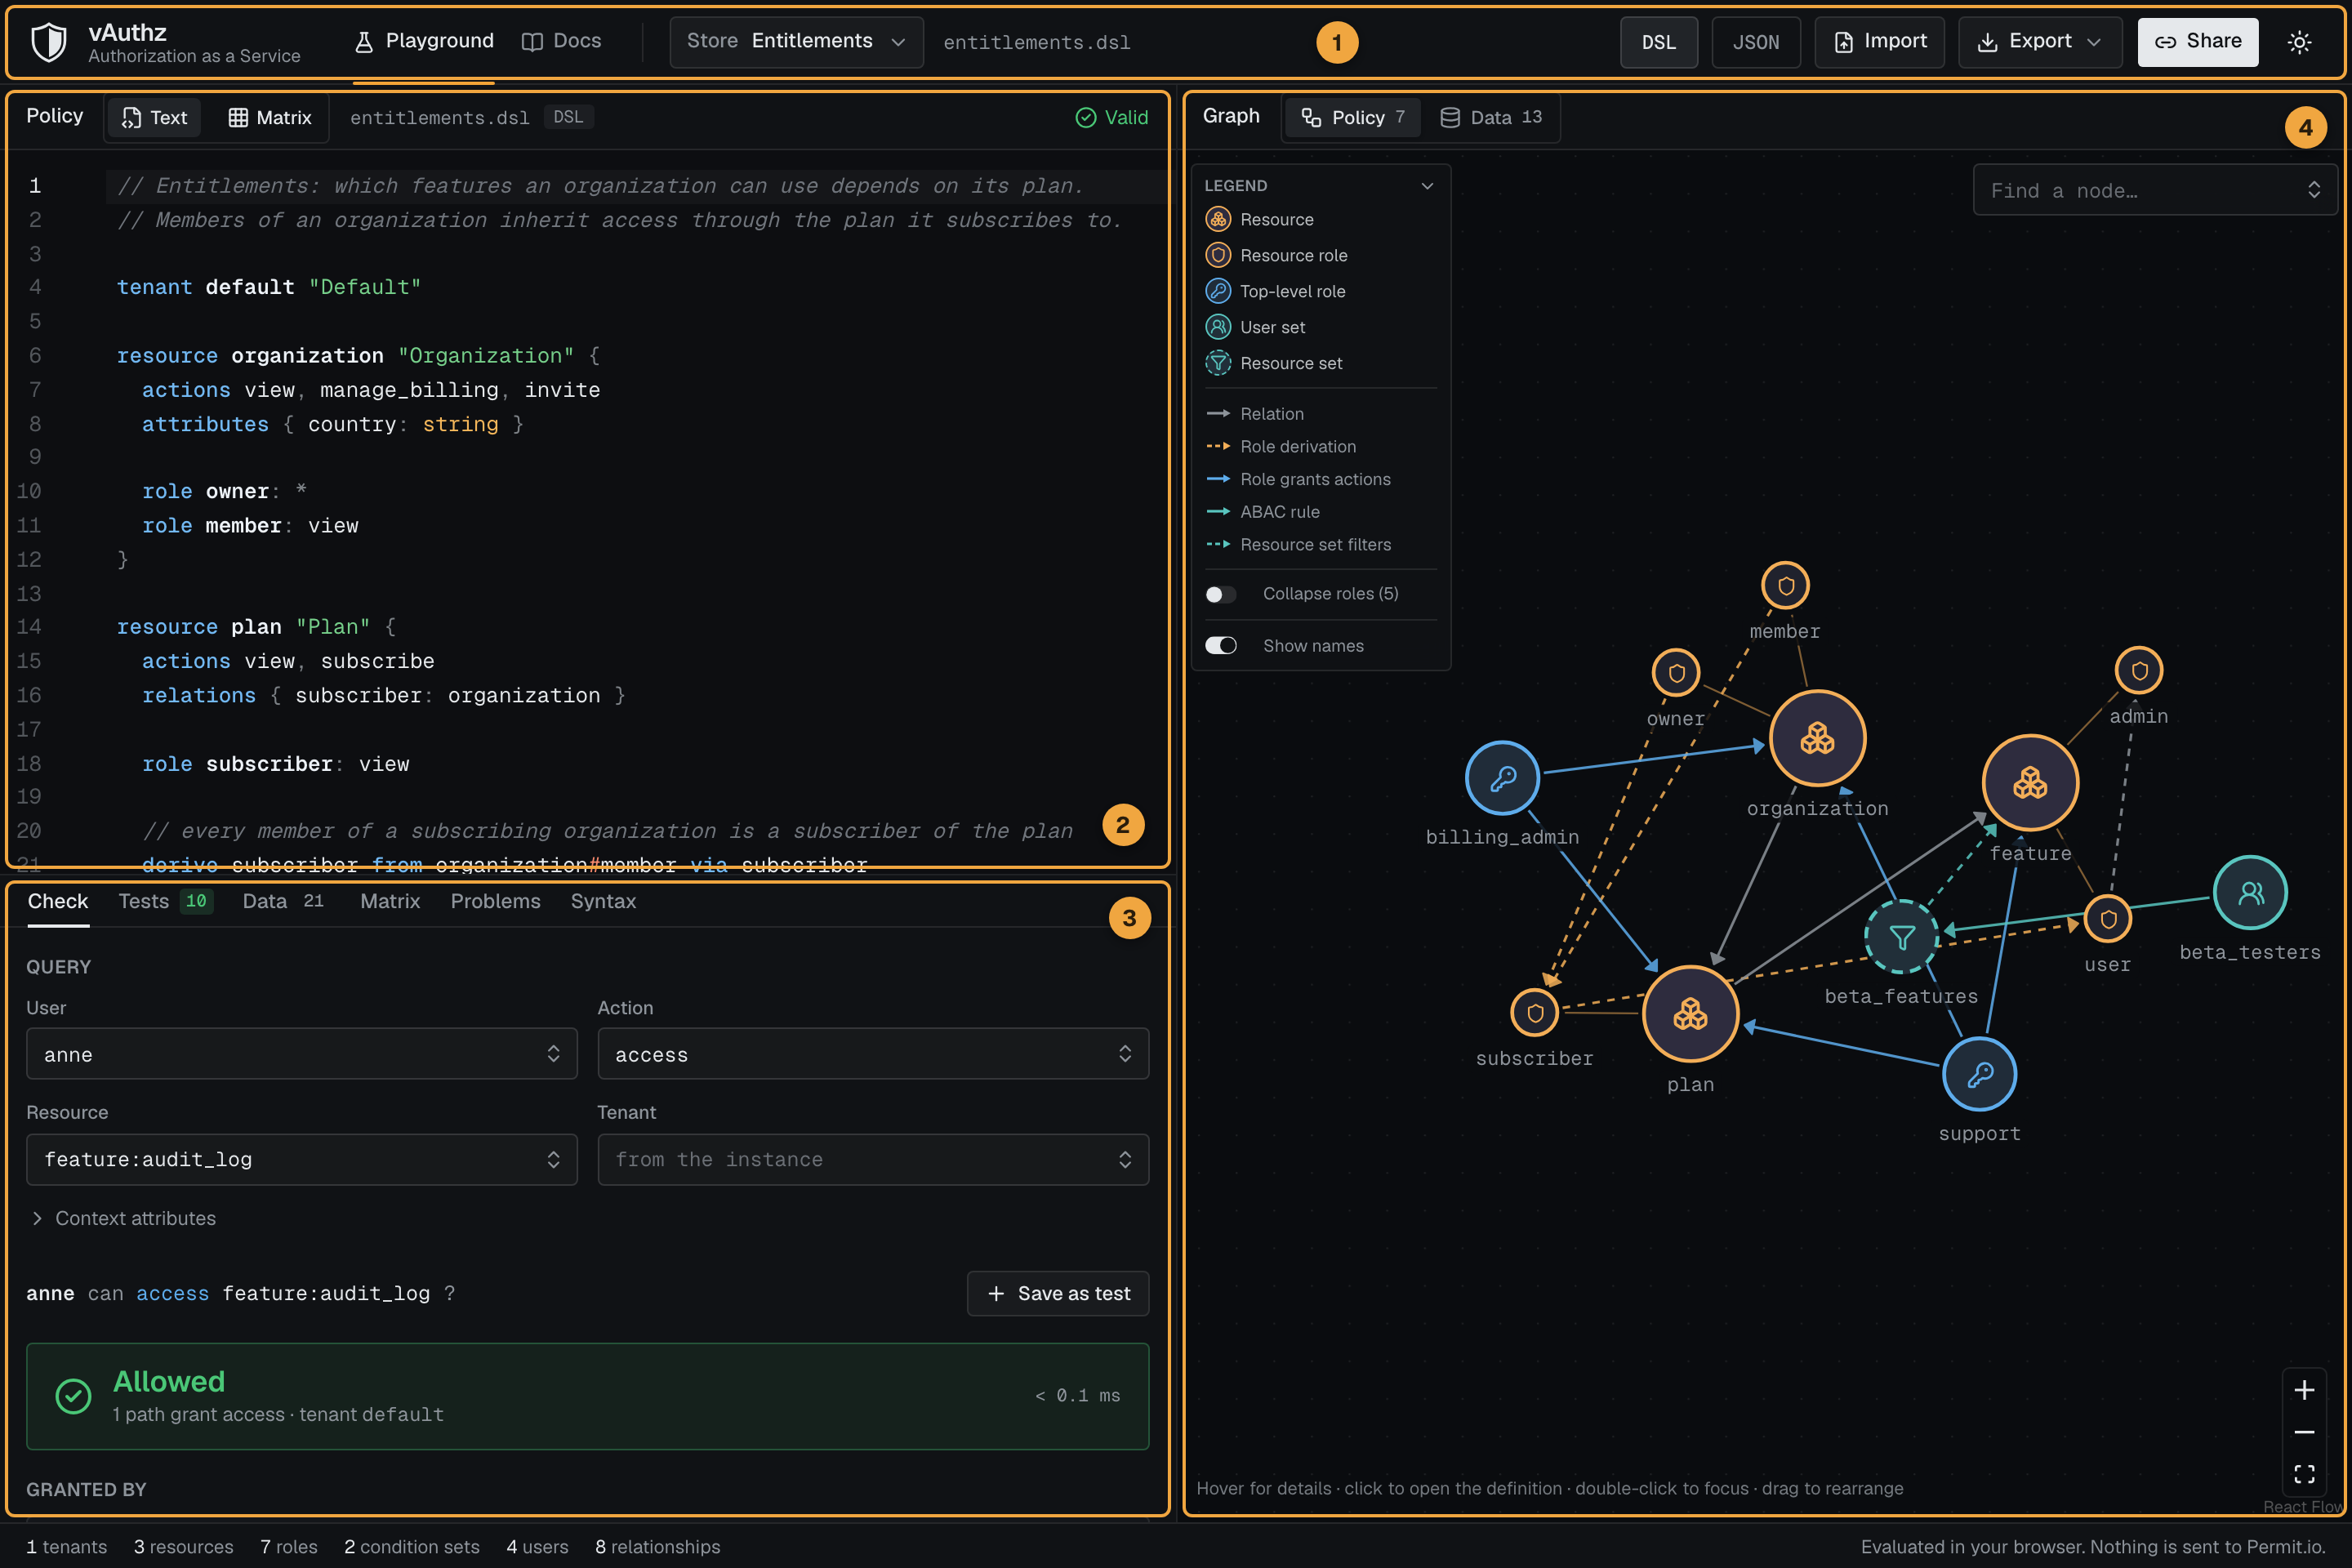 vAuthz
Authorization as a Service
Playground
Docs
Store Entitlements
entitlements.dsl
1
DSL
JSON
Import
Export
Share
Policy
Text
Matrix
entitlements.dsl DSL
Valid
1 // Entitlements: which features an organization can use depends on its plan.
2 // Members of an organization inherit access through the plan it subscribes to.
3
4 tenant default "Default"
5
6 resource organization "Organization" {
7 actions view, manage_billing, invite
8 attributes { country: string }
9
10 role owner: *
11 role member: view
12 }
13
14 resource plan "Plan" {
15 actions view, subscribe
16 relations { subscriber: organization }
17
18 role subscriber: view
19
20 // every member of a subscribing organization is a subscriber of the plan
21 derive subscriber from organization#member via subscriber
2
Check
Tests 10
Data 21
Matrix
Problems
Syntax
3
QUERY
User
Action
anne
access
Resource
Tenant
feature:audit_log
from the instance
Context attributes
anne can access feature:audit_log ?
Save as test
Allowed
1 path grant access · tenant default
< 0.1 ms
GRANTED BY
Graph
Policy 7
Data 13
4
Find a node…
LEGEND
Resource
Resource role
Top-level role
User set
Resource set
Relation
Role derivation
Role grants actions
ABAC rule
Resource set filters
Collapse roles (5)
Show names
member
owner
admin
organization
billing_admin
feature
beta_testers
user
beta_features
subscriber
plan
support
Hover for details · click to open the definition · double-click to focus · drag to rearrange
React Flow
1 tenants 3 resources 7 roles 2 condition sets 4 users 8 relationships
Evaluated in your browser. Nothing is sent to Permit.io.